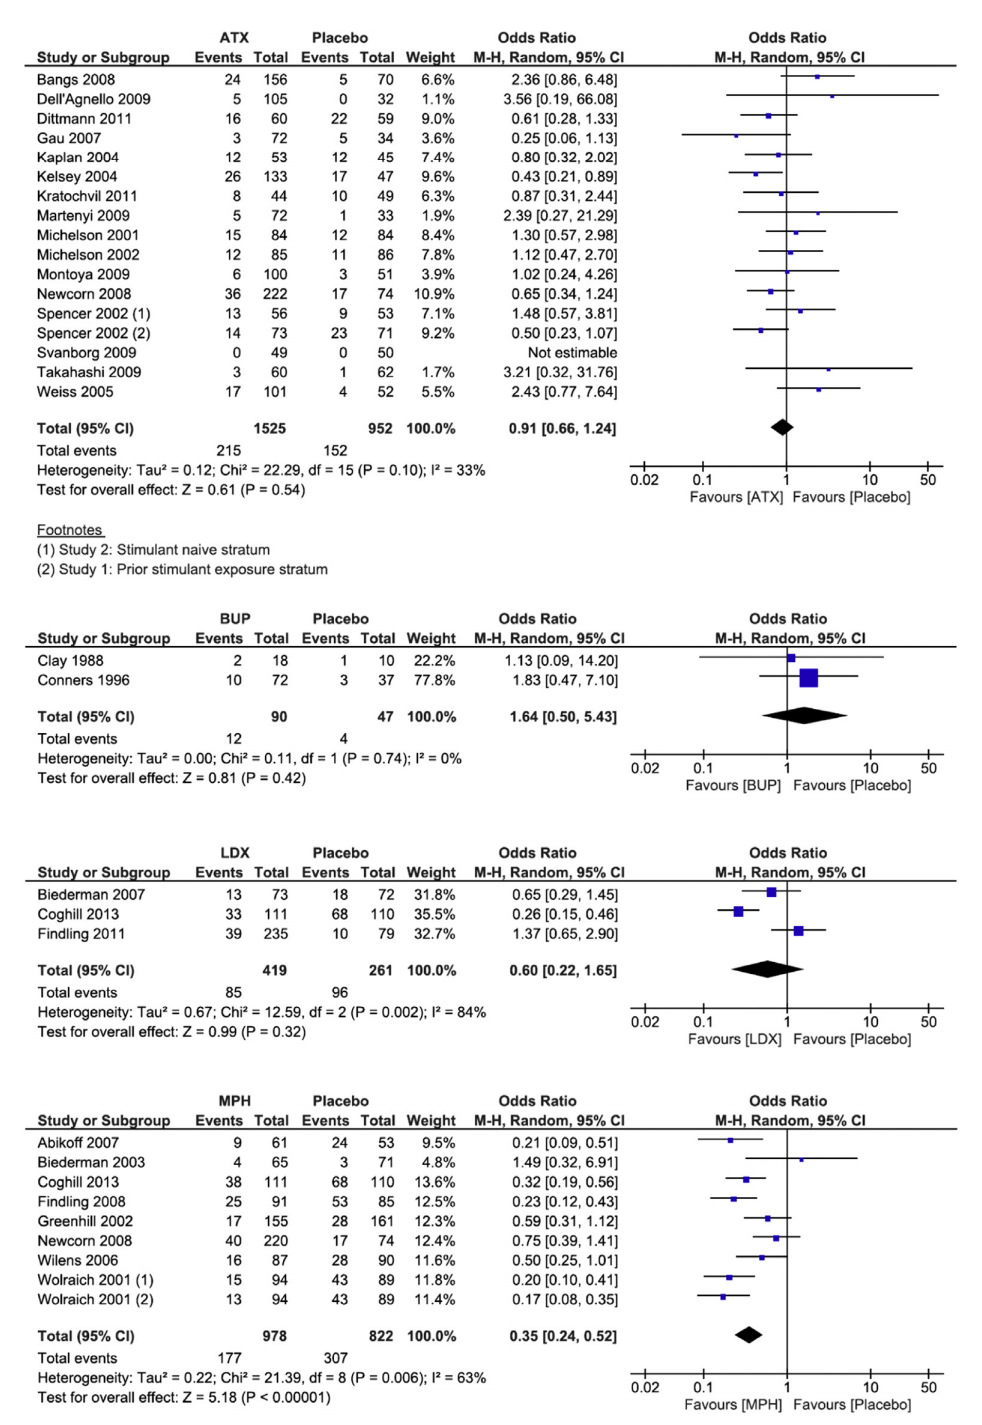 ATX Placebo Odds Ratio Odds Ratio
Study or Subgroup Events Total Events Total Weight M-H, Random, 95% CI M-H, Random, 95% CI
Bangs 2008 24 156 5 70 6.6% 2.36 [0.86, 6.48]
Dell'Agnello 2009 5 105 0 32 1.1% 3.56 [0.19, 66.08]
Dittmann 2011 16 60 22 59 9.0% 0.61 [0.28, 1.33]
Gau 2007 3 72 5 34 3.6% 0.25 [0.06, 1.13]
Kaplan 2004 12 53 12 45 7.4% 0.80 [0.32, 2.02]
Kelsey 2004 26 133 17 47 9.6% 0.43 [0.21, 0.89]
Kratochvil 2011 8 44 10 49 6.3% 0.87 [0.31, 2.44]
Martenyi 2009 5 72 1 33 1.9% 2.39 [0.27, 21.29]
Michelson 2001 15 84 12 84 8.4% 1.30 [0.57, 2.98]
Michelson 2002 12 85 11 86 7.8% 1.12 [0.47, 2.70]
Montoya 2009 6 100 3 51 3.9% 1.02 [0.24, 4.26]
Newcorn 2008 36 222 17 74 10.9% 0.65 [0.34, 1.24]
Spencer 2002 (1) 13 56 9 53 7.1% 1.48 [0.57, 3.81]
Spencer 2002 (2) 14 73 23 71 9.2% 0.50 [0.23, 1.07]
Svanborg 2009 0 49 0 50 Not estimable
Takahashi 2009 3 60 1 62 1.7% 3.21 [0.32, 31.76]
Weiss 2005 17 101 4 52 5.5% 2.43 [0.77, 7.64]
Total (95% CI) 1525 952 100.0% 0.91 [0.66, 1.24]
Total events 215 152
Heterogeneity: Tau² = 0.12; Chi² = 22.29, df = 15 (P = 0.10); I² = 33%
Test for overall effect: Z = 0.61 (P = 0.54)
0.02 0.1 1 10 50
Favours [ATX] Favours [Placebo]
Footnotes
(1) Study 2: Stimulant naive stratum
(2) Study 1: Prior stimulant exposure stratum
BUP Placebo Odds Ratio Odds Ratio
Study or Subgroup Events Total Events Total Weight M-H, Random, 95% CI M-H, Random, 95% CI
Clay 1988 2 18 1 10 22.2% 1.13 [0.09, 14.20]
Conners 1996 10 72 3 37 77.8% 1.83 [0.47, 7.10]
Total (95% CI) 90 47 100.0% 1.64 [0.50, 5.43]
Total events 12 4
Heterogeneity: Tau² = 0.00; Chi² = 0.11, df = 1 (P = 0.74); I² = 0%
Test for overall effect: Z = 0.81 (P = 0.42)
0.02 0.1 1 10 50
Favours [BUP] Favours [Placebo]
LDX Placebo Odds Ratio Odds Ratio
Study or Subgroup Events Total Events Total Weight M-H, Random, 95% CI M-H, Random, 95% CI
Biederman 2007 13 73 18 72 31.8% 0.65 [0.29, 1.45]
Coghill 2013 33 111 68 110 35.5% 0.26 [0.15, 0.46]
Findling 2011 39 235 10 79 32.7% 1.37 [0.65, 2.90]
Total (95% CI) 419 261 100.0% 0.60 [0.22, 1.65]
Total events 85 96
Heterogeneity: Tau² = 0.67; Chi² = 12.59, df = 2 (P = 0.002); I² = 84%
Test for overall effect: Z = 0.99 (P = 0.32)
0.02 0.1 1 10 50
Favours [LDX] Favours [Placebo]
MPH Placebo Odds Ratio Odds Ratio
Study or Subgroup Events Total Events Total Weight M-H, Random, 95% CI M-H, Random, 95% CI
Abikoff 2007 9 61 24 53 9.5% 0.21 [0.09, 0.51]
Biederman 2003 4 65 3 71 4.8% 1.49 [0.32, 6.91]
Coghill 2013 38 111 68 110 13.6% 0.32 [0.19, 0.56]
Findling 2008 25 91 53 85 12.5% 0.23 [0.12, 0.43]
Greenhill 2002 17 155 28 161 12.3% 0.59 [0.31, 1.12]
Newcorn 2008 40 220 17 74 12.4% 0.75 [0.39, 1.41]
Wilens 2006 16 87 28 90 11.6% 0.50 [0.25, 1.01]
Wolraich 2001 (1) 15 94 43 89 11.8% 0.20 [0.10, 0.41]
Wolraich 2001 (2) 13 94 43 89 11.4% 0.17 [0.08, 0.35]
Total (95% CI) 978 822 100.0% 0.35 [0.24, 0.52]
Total events 177 307
Heterogeneity: Tau² = 0.22; Chi² = 21.39, df = 8 (P = 0.006); I² = 63%
Test for overall effect: Z = 5.18 (P < 0.00001)
0.02 0.1 1 10 50
Favours [MPH] Favours [Placebo]